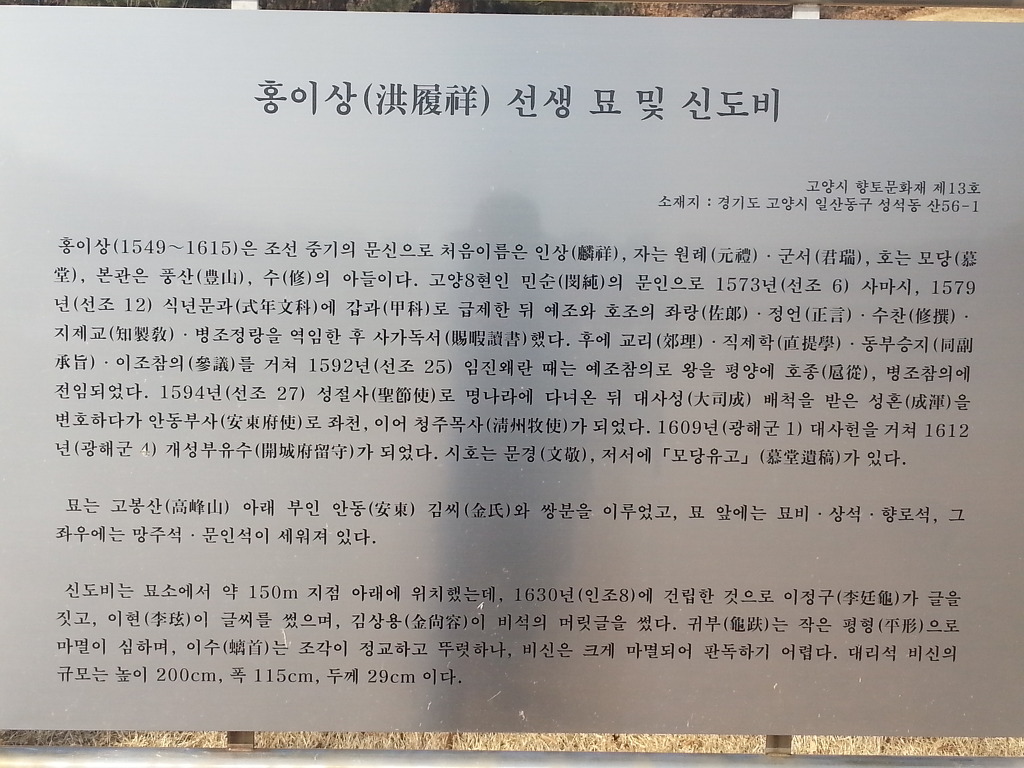 홍이상(洪履祥) 선생 묘 및 신도비
고양시 향토문화재 제13호
소재지 : 경기도 고양시 일산동구 성석동 산56-1
홍이상(1549~1615)은 조선 중기의 문신으로 처음이름은 인상(麟祥), 자는 원례(元禮)·군서(君瑞), 호는 모당(慕
堂), 본관은 풍산(豊山), 수(修)의 아들이다. 고양8현인 민순(閔純)의 문인으로 1573년(선조 6) 사마시, 1579
년(선조 12) 식년문과(式年文科)에 갑과(甲科)로 급제한 뒤 예조와 호조의 좌랑(佐郞)·정언(正言)·수찬(修撰)·
지제교(知製敎)·병조정랑을 역임한 후 사가독서(賜暇讀書)했다. 후에 교리(郊理)·직제학(直提學)·동부승지(同副
承旨)·이조참의(參議)를 거쳐 1592년(선조 25) 임진왜란 때는 예조참의로 왕을 평양에 호종(扈從), 병조참의에
전임되었다. 1594년(선조 27) 성절사(聖節使)로 명나라에 다녀온 뒤 대사성(大司成) 배척을 받은 성혼(成渾)을
변호하다가 안동부사(安東府使)로 좌천, 이어 청주목사(淸州牧使)가 되었다. 1609년(광해군 1) 대사헌을 거쳐 1612
년(광해군 4) 개성부유수(開城府留守)가 되었다. 시호는 문경(文敬), 저서에「모당유고」(慕堂遺稿)가 있다.
묘는 고봉산(高峰山) 아래 부인 안동(安東) 김씨(金氏)와 쌍분을 이루었고, 묘 앞에는 묘비·상석·향로석, 그
좌우에는 망주석·문인석이 세워져 있다.
신도비는 묘소에서 약 150m 지점 아래에 위치했는데, 1630년(인조8)에 건립한 것으로 이정구(李廷龜)가 글을
짓고, 이현(李玹)이 글씨를 썼으며, 김상용(金尙容)이 비석의 머릿글을 썼다. 귀부(龜趺)는 작은 평형(平形)으로
마멸이 심하며, 이수(螭首)는 조각이 정교하고 뚜렷하나, 비신은 크게 마멸되어 판독하기 어렵다. 대리석 비신의
규모는 높이 200cm, 폭 115cm, 두께 29cm 이다.